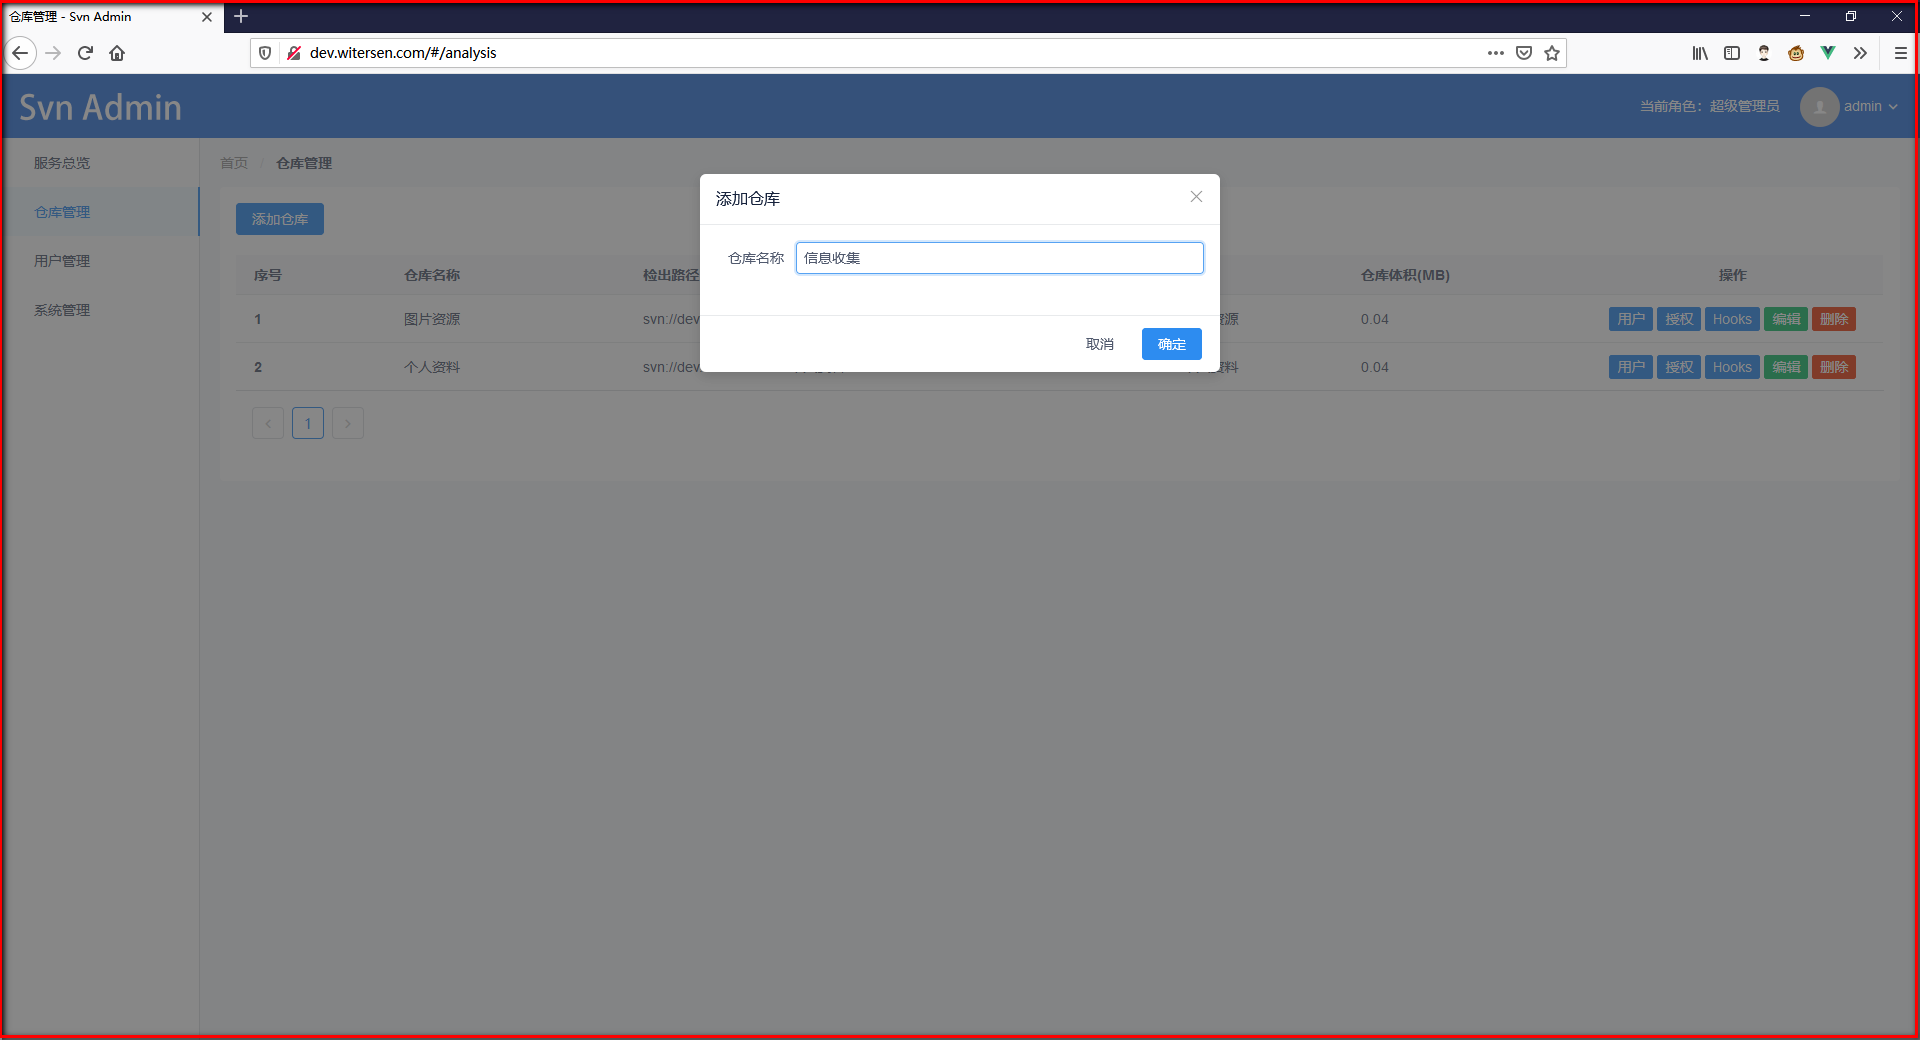 仓库管理 - Svn Admin
dev.witersen.com/#/analysis
Svn Admin
当前角色：超级管理员
admin
服务总览
仓库管理
用户管理
系统管理
首页 / 仓库管理
添加仓库
添加仓库
仓库名称 信息收集
取消 确定
序号 仓库名称 检出路径 仓库体积(MB) 操作
1 图片资源 svn://dev 资源 0.04 用户 授权 Hooks 编辑 删除
2 个人资料 svn://dev 资料 0.04 用户 授权 Hooks 编辑 删除
1